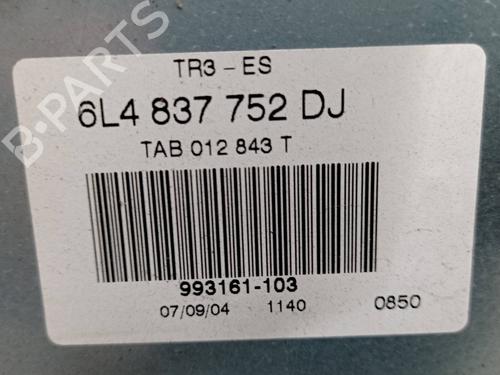 B-PARTS
TR3 - ES
6L4 837 752 DJ
TAB 012 843 T
993161-103
07/09/04 1140 0850